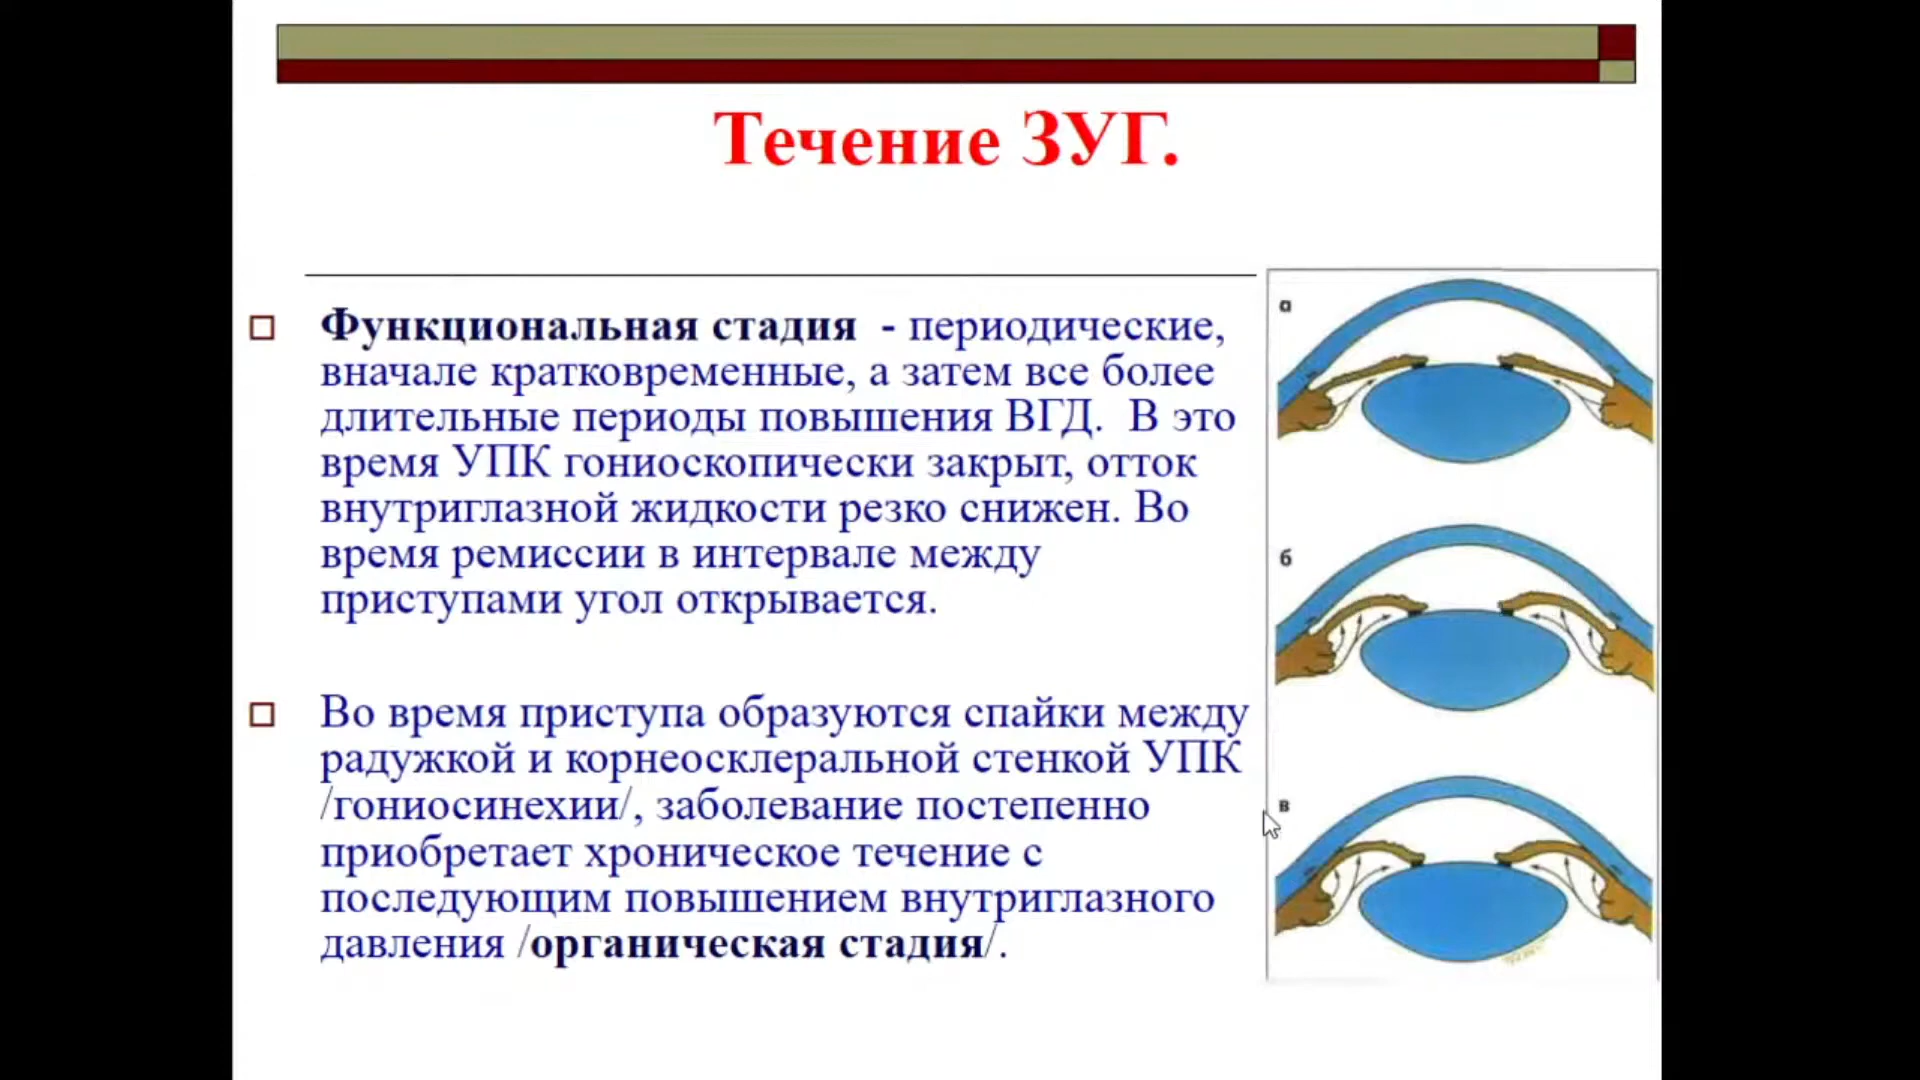 Течение ЗУГ.
Функциональная стадия - периодические,
вначале кратковременные, а затем все более
длительные периоды повышения ВГД. В это
время УПК гониоскопически закрыт, отток
внутриглазной жидкости резко снижен. Во
время ремиссии в интервале между
приступами угол открывается.
Во время приступа образуются спайки между
радужкой и корнеосклеральной стенкой УПК
/гониосинехии/, заболевание постепенно
приобретает хроническое течение с
последующим повышением внутриглазного
давления /органическая стадия/.
а
б
в